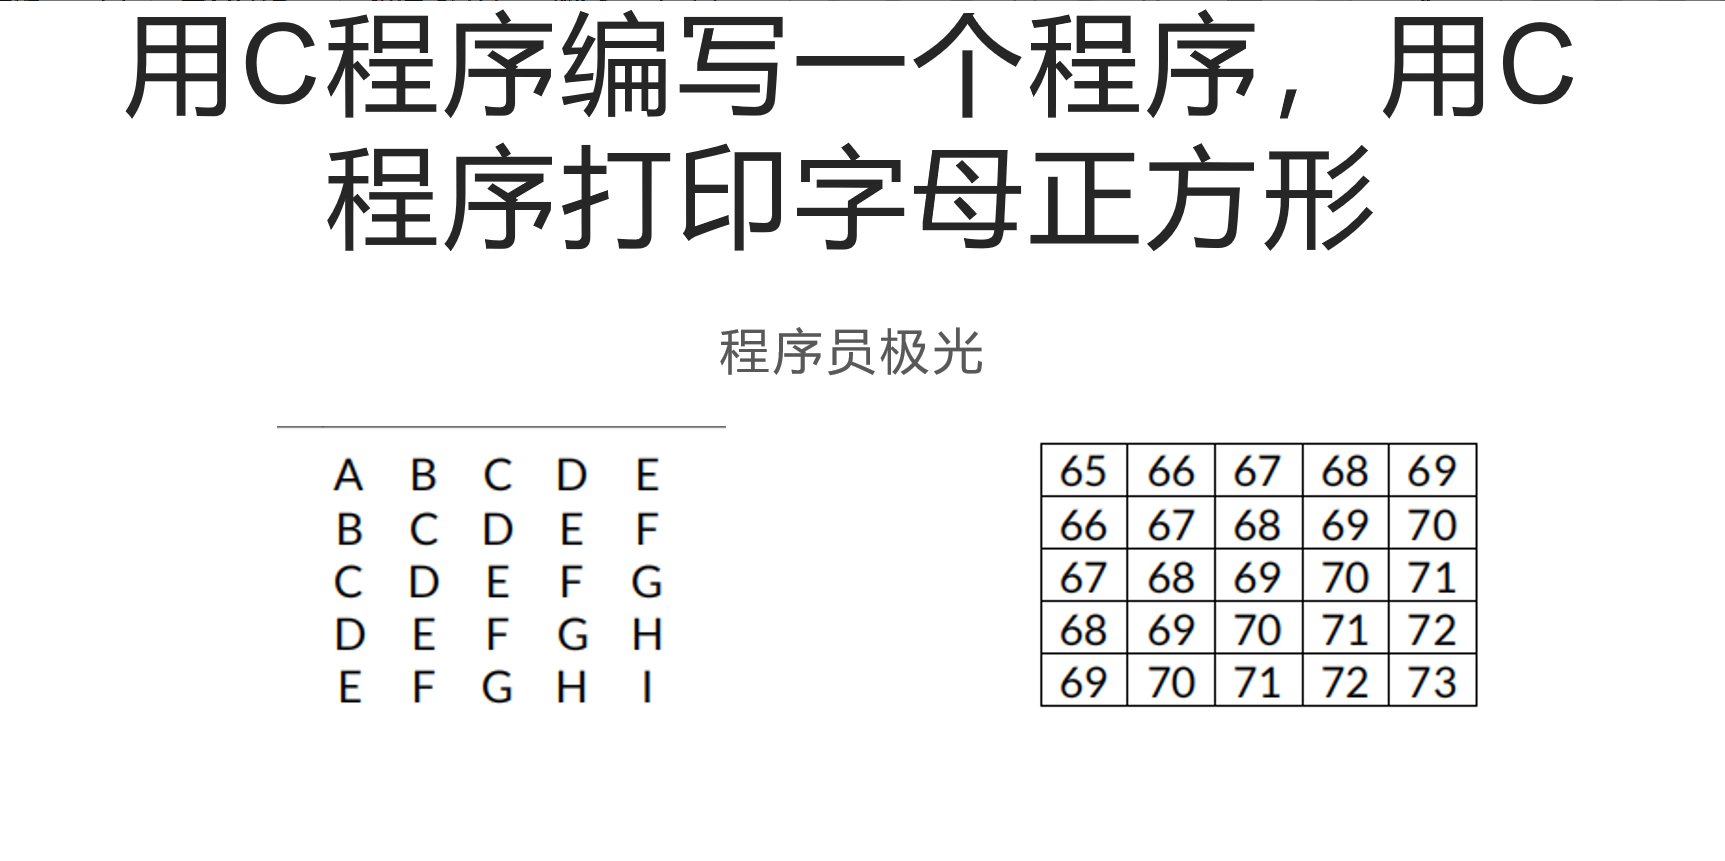 用C程序编写一个程序，用C
程序打印字母正方形
程序员极光
A B C D E
B C D E F
C D E F G
D E F G H
E F G H I
65 66 67 68 69
66 67 68 69 70
67 68 69 70 71
68 69 70 71 72
69 70 71 72 73